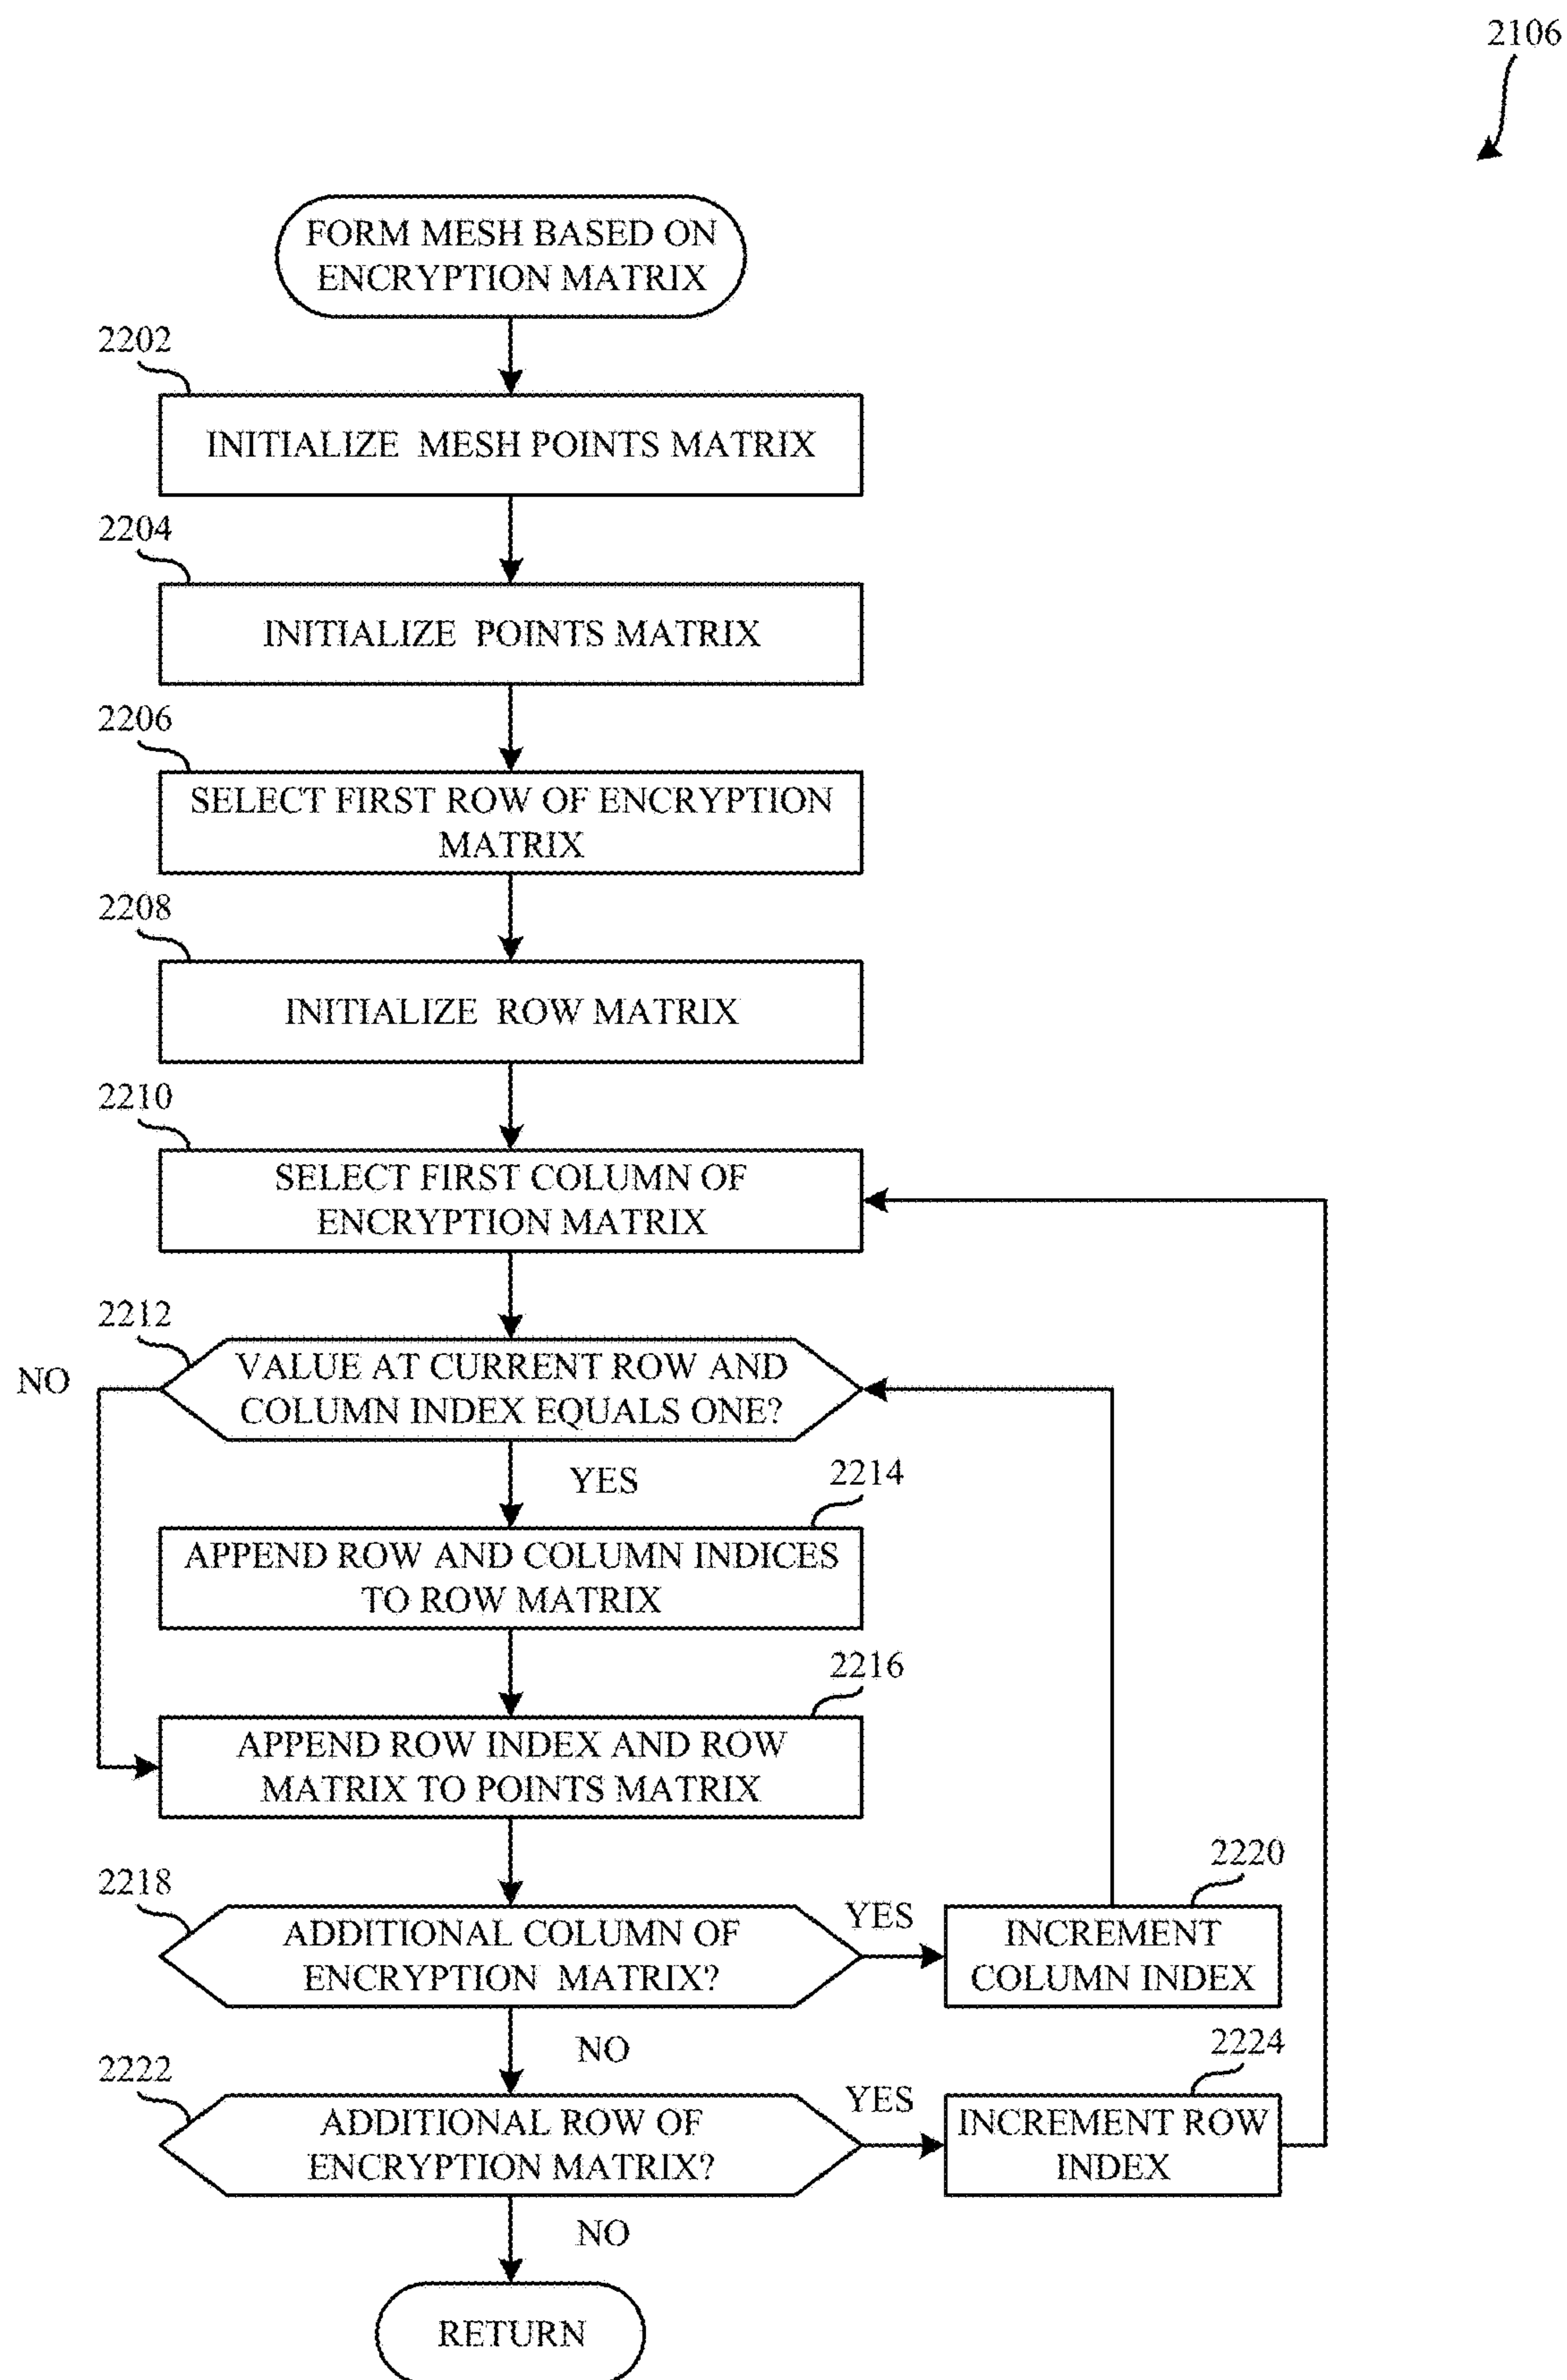 2106
FORM MESH BASED ON
ENCRYPTION MATRIX
2202
INITIALIZE MESH POINTS MATRIX
2204
INITIALIZE POINTS MATRIX
2206
SELECT FIRST ROW OF ENCRYPTION
MATRIX
2208
INITIALIZE ROW MATRIX
2210
SELECT FIRST COLUMN OF
ENCRYPTION MATRIX
2212
NO
VALUE AT CURRENT ROW AND
COLUMN INDEX EQUALS ONE?
YES
2214
APPEND ROW AND COLUMN INDICES
TO ROW MATRIX
2216
APPEND ROW INDEX AND ROW
MATRIX TO POINTS MATRIX
2218
ADDITIONAL COLUMN OF
ENCRYPTION MATRIX?
YES
2220
INCREMENT
COLUMN INDEX
NO
2222
ADDITIONAL ROW OF
ENCRYPTION MATRIX?
YES
2224
INCREMENT ROW
INDEX
NO
RETURN